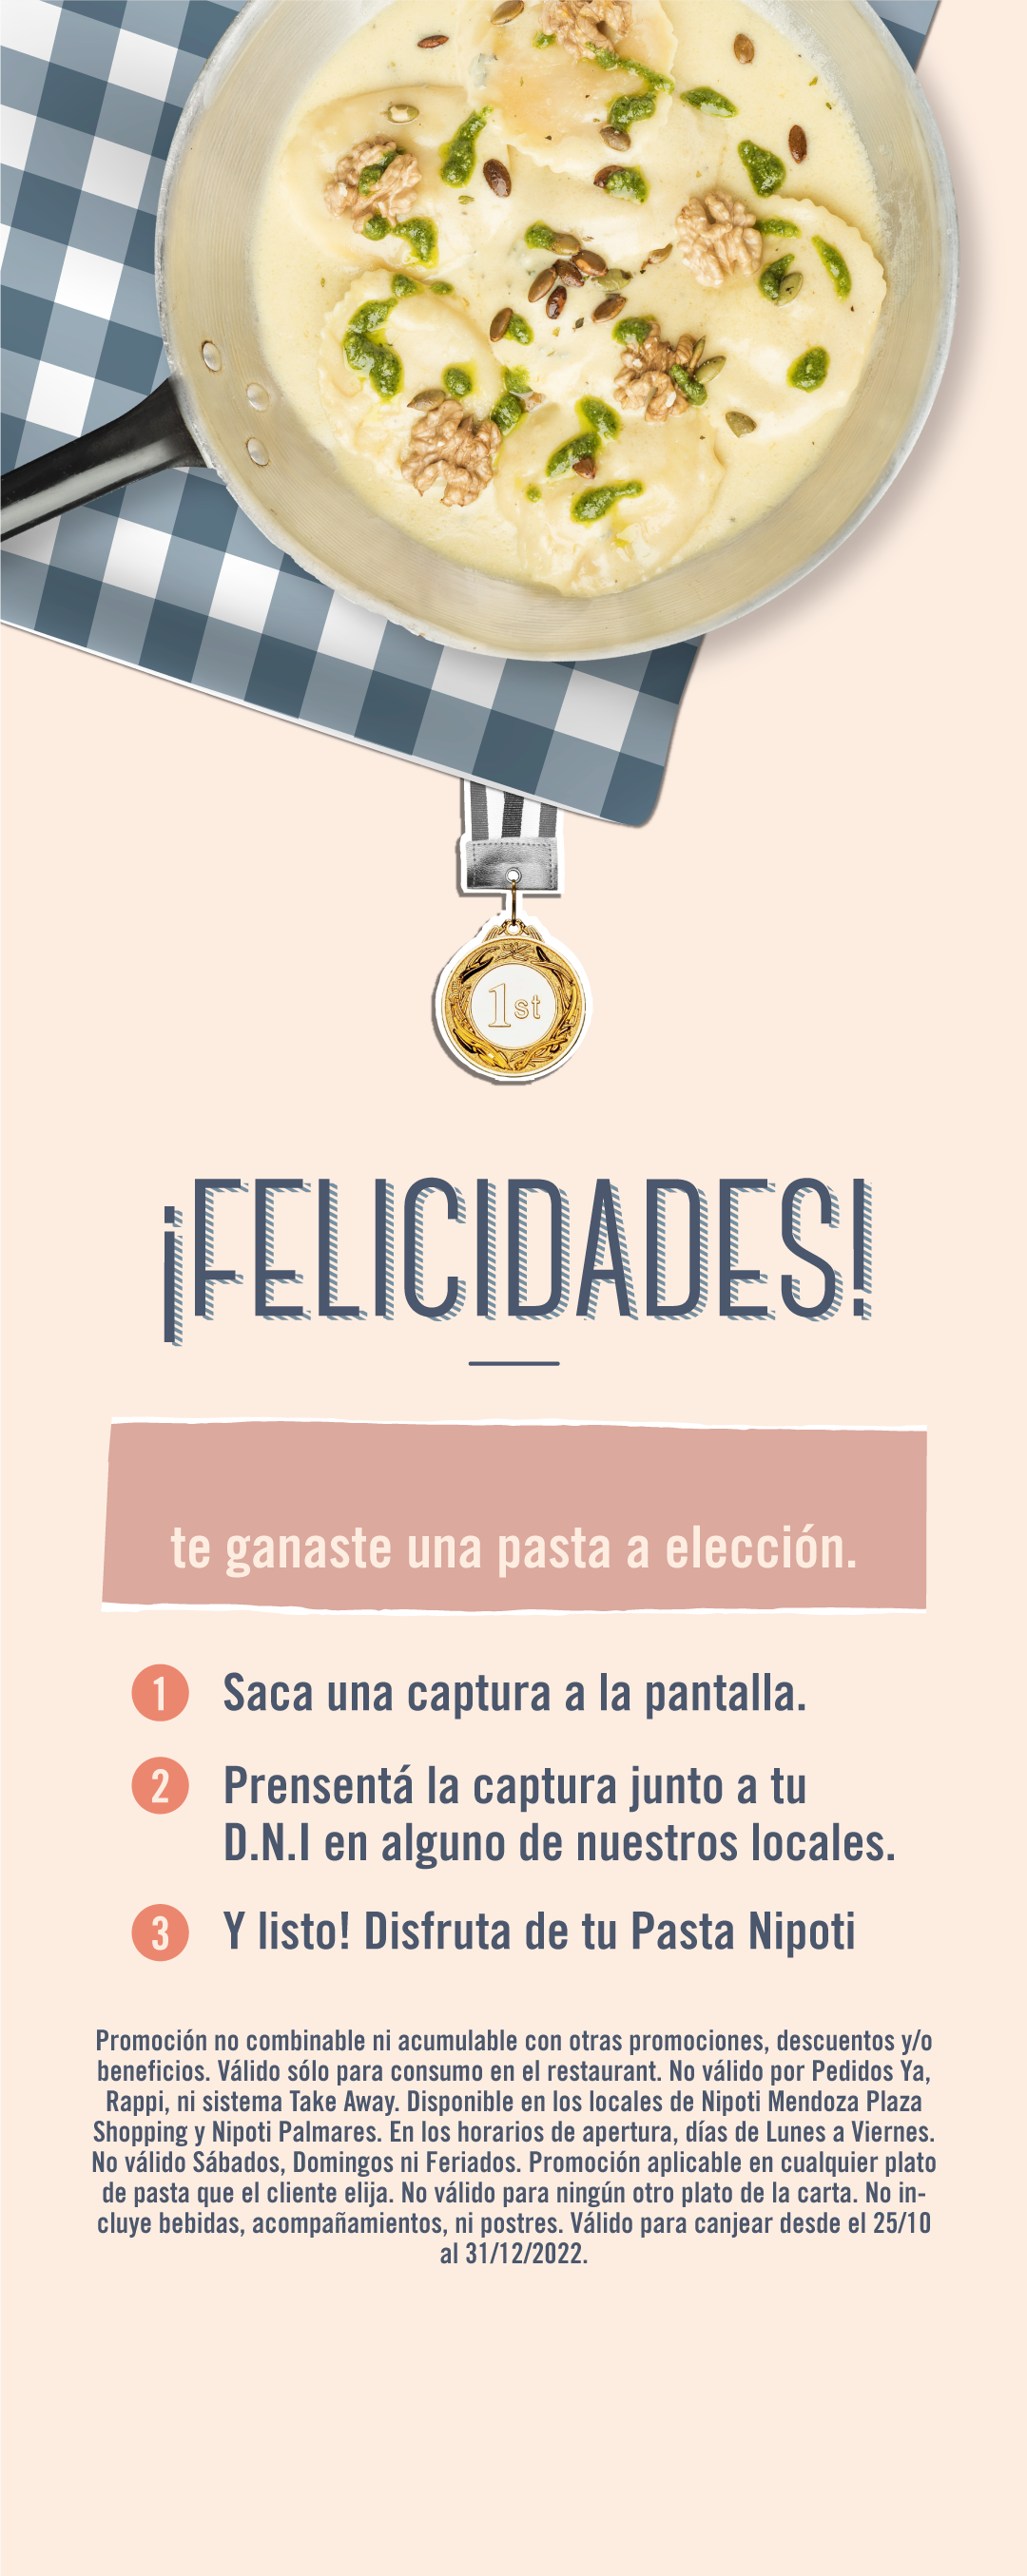 1st
¡FELICIDADES!
te ganaste una pasta a elección.
1 Saca una captura a la pantalla.
2 Prensentá la captura junto a tu
D.N.I en alguno de nuestros locales.
3 Y listo! Disfruta de tu Pasta Nipoti
Promoción no combinable ni acumulable con otras promociones, descuentos y/o
beneficios. Válido sólo para consumo en el restaurant. No válido por Pedidos Ya,
Rappi, ni sistema Take Away. Disponible en los locales de Nipoti Mendoza Plaza
Shopping y Nipoti Palmares. En los horarios de apertura, días de Lunes a Viernes.
No válido Sábados, Domingos ni Feriados. Promoción aplicable en cualquier plato
de pasta que el cliente elija. No válido para ningún otro plato de la carta. No in-
cluye bebidas, acompañamientos, ni postres. Válido para canjear desde el 25/10
al 31/12/2022.